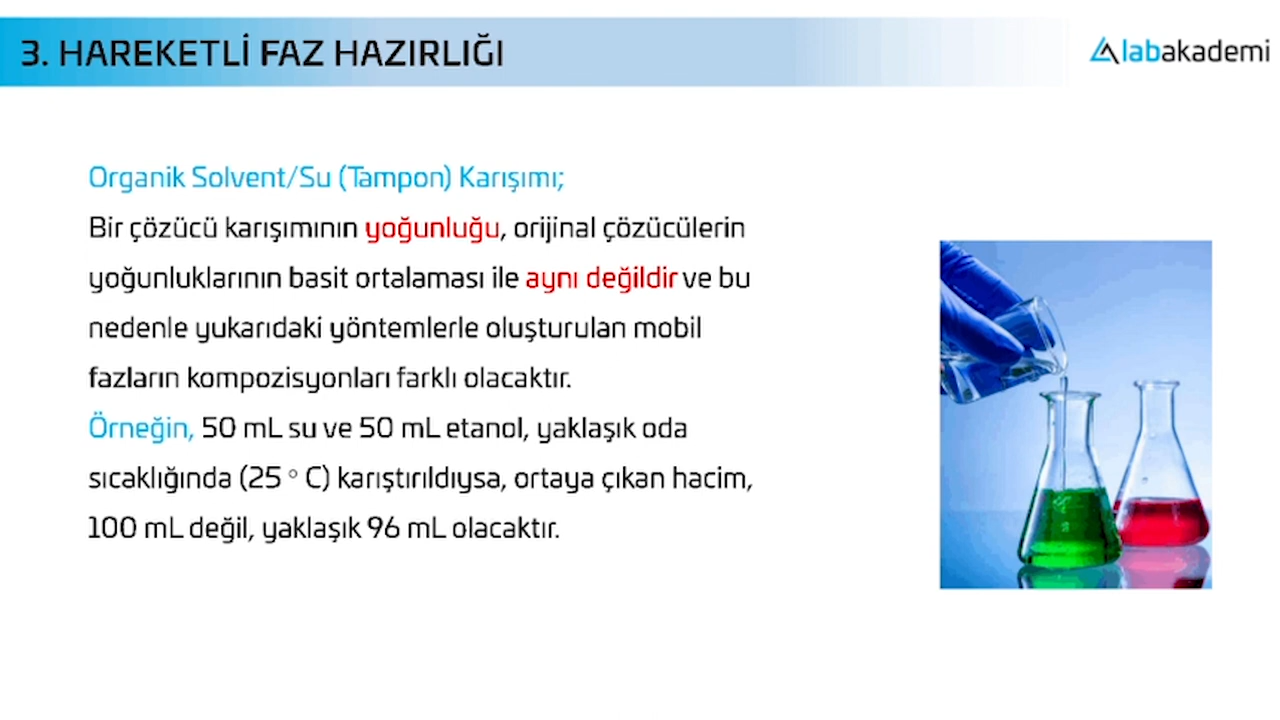 3. HAREKETLİ FAZ HAZIRLIĞI
labakademi
Organik Solvent/Su (Tampon) Karışımı;
Bir çözücü karışımının yoğunluğu, orijinal çözücülerin
yoğunluklarının basit ortalaması ile aynı değildir ve bu
nedenle yukarıdaki yöntemlerle oluşturulan mobil
fazların kompozisyonları farklı olacaktır.
Örneğin, 50 mL su ve 50 mL etanol, yaklaşık oda
sıcaklığında (25 ° C) karıştırıldıysa, ortaya çıkan hacim,
100 mL değil, yaklaşık 96 mL olacaktır.